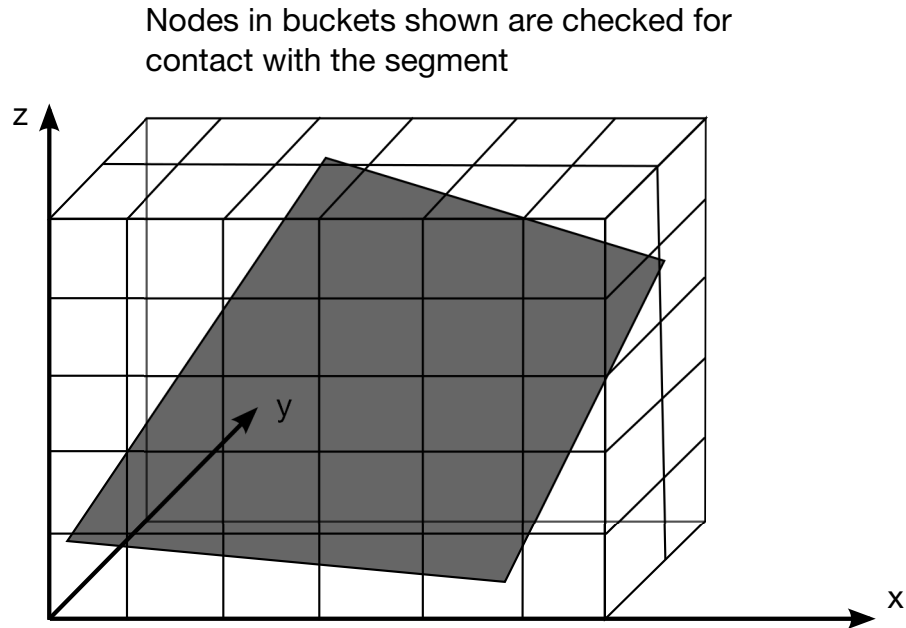 Nodes in buckets shown are checked for
contact with the segment
z
y
x